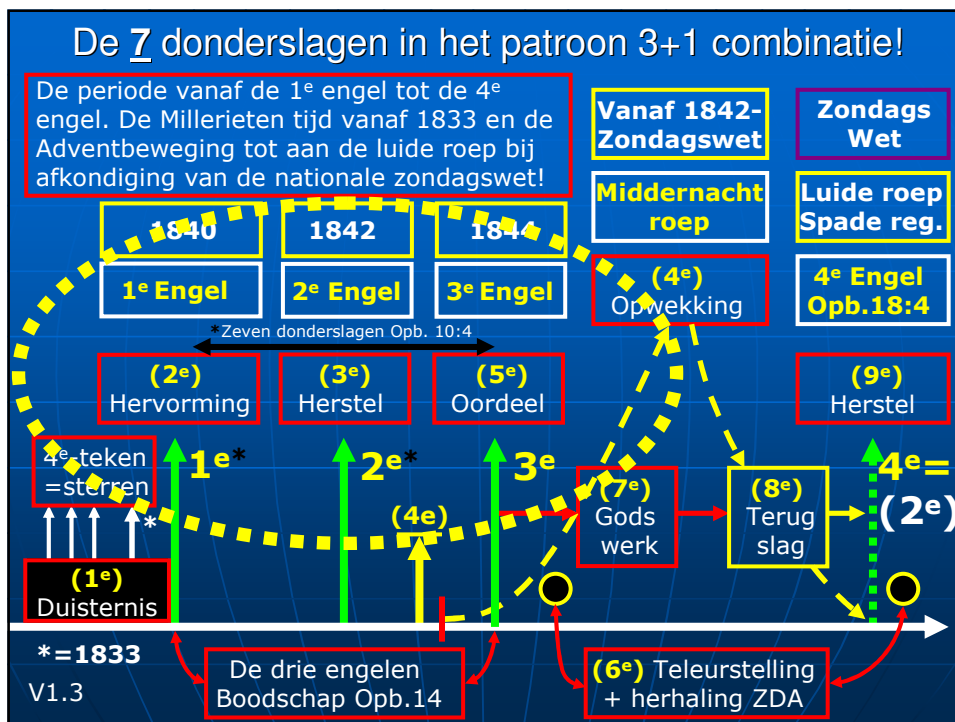 De 7 donderslagen in het patroon 3+1 combinatie!
De periode vanaf de 1e engel tot de 4e
engel. De Millerieten tijd vanaf 1833 en de
Adventbeweging tot aan de luide roep bij
afkondiging van de nationale zondagswet!
Vanaf 1842-
Zondagswet
Zondags
Wet
Middernacht
roep
Luide roep
Spade reg.
1840
1842
1844
1e Engel
2e Engel
3e Engel
(4e)
Opwekking
4e Engel
Opb.18:4
*Zeven donderslagen Opb. 10:4
(2e)
Hervorming
(3e)
Herstel
(5e)
Oordeel
(9e)
Herstel
4e-teken
=sterren
*
1e*
2e*
3e
4e=
(2e)
(4e)
(7e)
Gods
werk
(8e)
Terug
slag
(1e)
Duisternis
*=1833
V1.3
De drie engelen
Boodschap Opb.14
(6e) Teleurstelling
+ herhaling ZDA